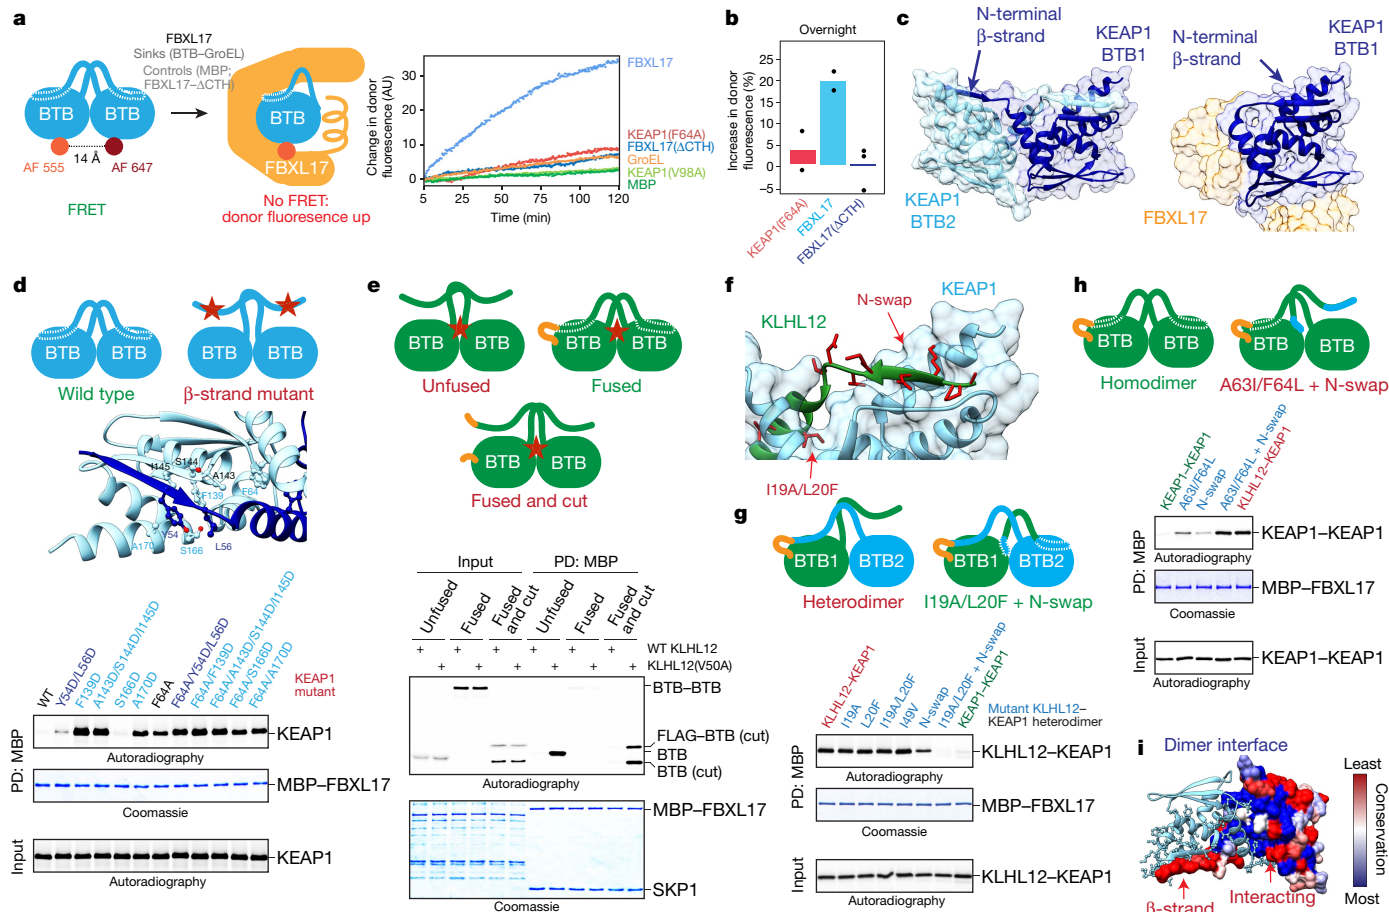 a
FBXL17
Sinks (BTB–GroEL)
Controls (MBP;
FBXL17–ΔCTH)
BTB
BTB
14 Å
AF 555
AF 647
FRET
BTB
FBXL17
No FRET:
donor fluoresence up
Change in donor
fluorescence (AU)
30
20
10
0
5
25
50
75
100
120
Time (min)
FBXL17
KEAP1(F64A)
FBXL17(ΔCTH)
GroEL
KEAP1(V98A)
MBP
b
Overnight
Increase in donor
fluorescence (%)
25
20
15
10
5
0
−5
KEAP1(F64A)
FBXL17
FBXL17(ΔCTH)
c
N-terminal
β-strand
KEAP1
BTB1
KEAP1
BTB2
N-terminal
β-strand
KEAP1
BTB1
FBXL17
d
BTB
BTB
Wild type
BTB
BTB
β-strand mutant
I145
S144
A143
F139
F64
Y54
L56
A170
S166
WT
Y54D/L56D
F139D
A143D/S144D/I145D
S166D
A170D
F64A
F64A/Y54D/L56D
F64A/F139D
F64A/A143D/S144D/I145D
F64A/S166D
F64A/A170D
KEAP1
mutant
PD: MBP
KEAP1
Autoradiography
MBP–FBXL17
Coomassie
Input
KEAP1
Autoradiography
e
BTB
BTB
Unfused
BTB
BTB
Fused
BTB
BTB
Fused and cut
Input
PD: MBP
Unfused
Fused
Fused
and cut
Unfused
Fused
Fused
and cut
+ + + + + + WT KLHL12
+ + + + + + KLHL12(V50A)
BTB–BTB
FLAG–BTB (cut)
BTB
BTB (cut)
Autoradiography
MBP–FBXL17
SKP1
Coomassie
f
N-swap
KEAP1
KLHL12
I19A/L20F
g
BTB1
BTB2
Heterodimer
BTB1
BTB2
I19A/L20F + N-swap
KLHL12–KEAP1
I19A
L20F
I19A/L20F
I49V
N-swap
I19A/L20F + N-swap
KEAP1–KEAP1
Mutant KLHL12–
KEAP1 heterodimer
PD: MBP
KLHL12–KEAP1
Autoradiography
MBP–FBXL17
Coomassie
Input
KLHL12–KEAP1
Autoradiography
h
BTB
BTB
Homodimer
BTB
BTB
A63I/F64L + N-swap
KEAP1–KEAP1
A63I/F64L
N-swap
A63I/F64L + N-swap
KLHL12–KEAP1
PD: MBP
KEAP1–KEAP1
Autoradiography
MBP–FBXL17
Coomassie
Input
KEAP1–KEAP1
Autoradiography
i
Dimer interface
Least
Conservation
Most
β-strand
Interacting